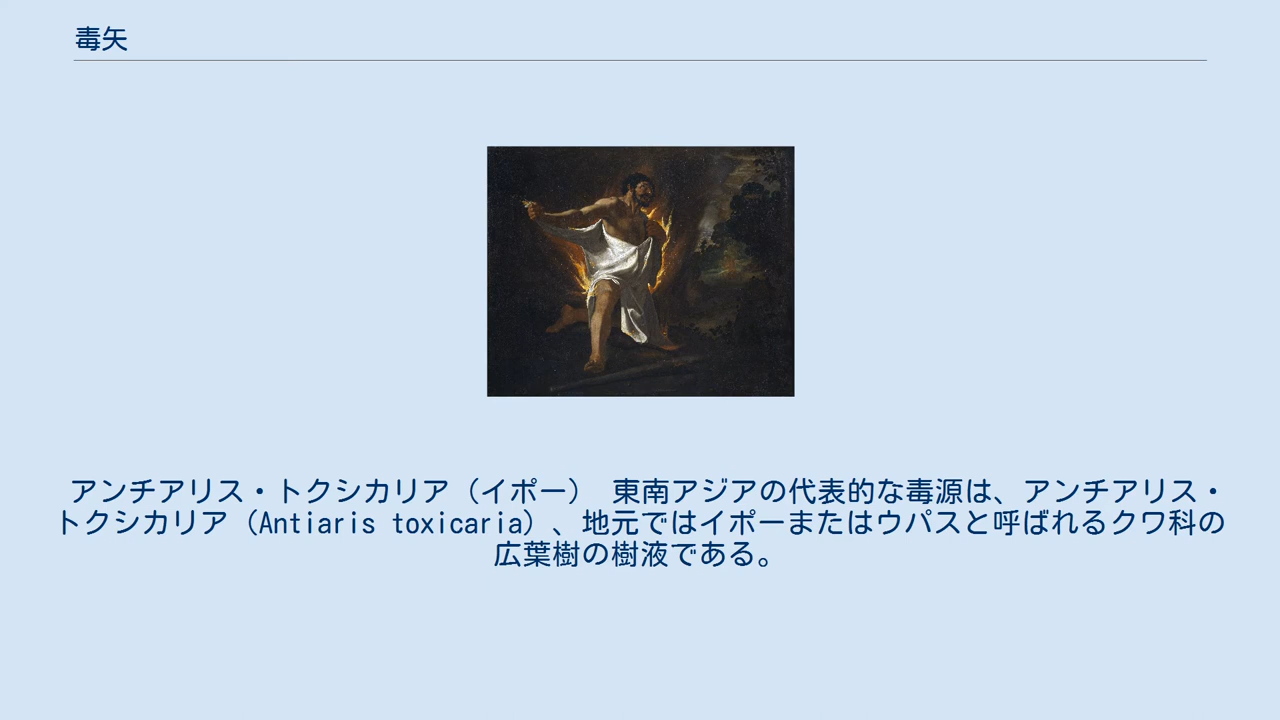 毒矢
アンチアリス・トクシカリア（イポー） 東南アジアの代表的な毒源は、アンチアリス・
トクシカリア（Antiaris toxicaria）、地元ではイポーまたはウパスと呼ばれるクワ科の
広葉樹の樹液である。